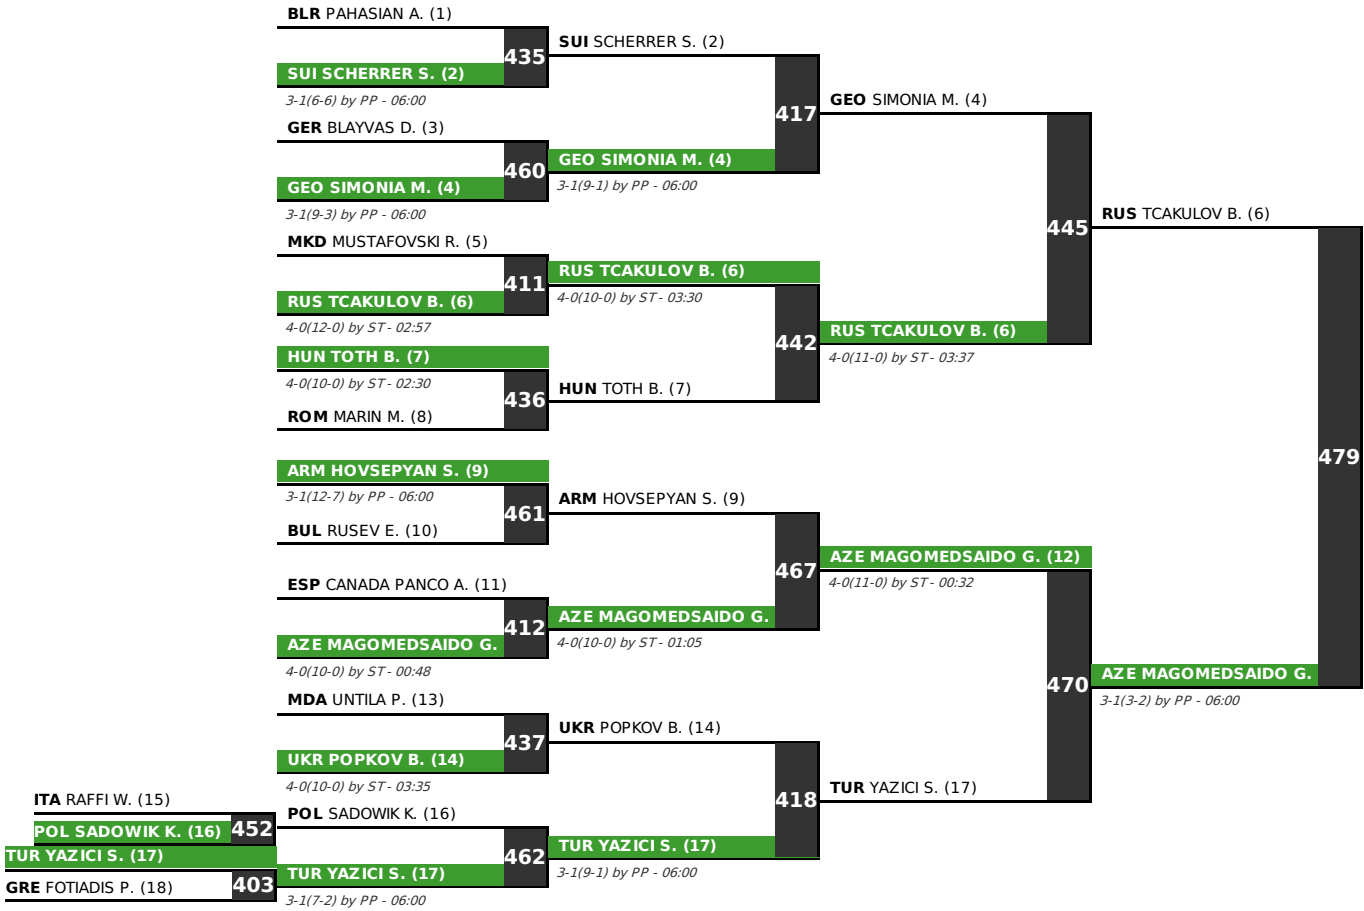 BLR PAHASIAN A. (1)
435
SUI SCHERRER S. (2)
3-1(6-6) by PP - 06:00
GER BLAYVAS D. (3)
460
GEO SIMONIA M. (4)
3-1(9-3) by PP - 06:00
MKD MUSTAFOVSKI R. (5)
411
RUS TCAKULOV B. (6)
4-0(12-0) by ST - 02:57
HUN TOTH B. (7)
4-0(10-0) by ST - 02:30
436
ROM MARIN M. (8)
ARM HOVSEPYAN S. (9)
3-1(12-7) by PP - 06:00
461
BUL RUSEV E. (10)
ESP CANADA PANCO A. (11)
412
AZE MAGOMEDSAIDO G.
4-0(10-0) by ST - 00:48
MDA UNTILA P. (13)
437
UKR POPKOV B. (14)
4-0(10-0) by ST - 03:35
ITA RAFFI W. (15)
POL SADOWIK K. (16)
452
TUR YAZICI S. (17)
403
GRE FOTIADIS P. (18)
POL SADOWIK K. (16)
462
TUR YAZICI S. (17)
3-1(7-2) by PP - 06:00
SUI SCHERRER S. (2)
417
GEO SIMONIA M. (4)
3-1(9-1) by PP - 06:00
RUS TCAKULOV B. (6)
4-0(10-0) by ST - 03:30
442
HUN TOTH B. (7)
ARM HOVSEPYAN S. (9)
467
AZE MAGOMEDSAIDO G.
4-0(10-0) by ST - 01:05
UKR POPKOV B. (14)
418
TUR YAZICI S. (17)
3-1(9-1) by PP - 06:00
GEO SIMONIA M. (4)
445
RUS TCAKULOV B. (6)
4-0(11-0) by ST - 03:37
AZE MAGOMEDSAIDO G. (12)
4-0(11-0) by ST - 00:32
470
TUR YAZICI S. (17)
RUS TCAKULOV B. (6)
479
AZE MAGOMEDSAIDO G.
3-1(3-2) by PP - 06:00